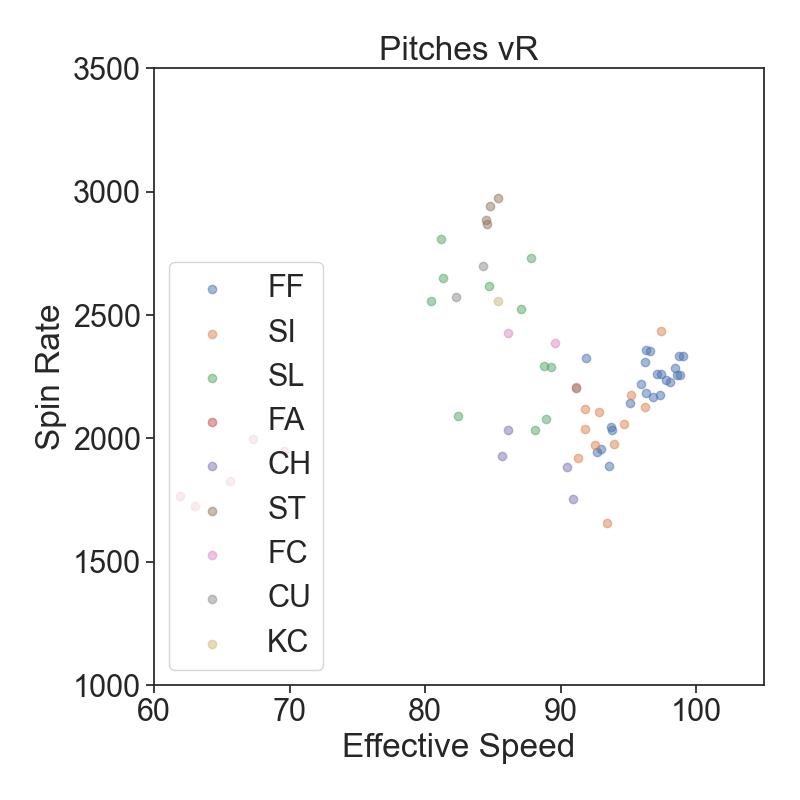 Pitches vR
3500
3000
2500
2000
1500
1000
Spin Rate
FF
SI
SL
FA
CH
ST
FC
CU
KC
60 70 80 90 100
Effective Speed